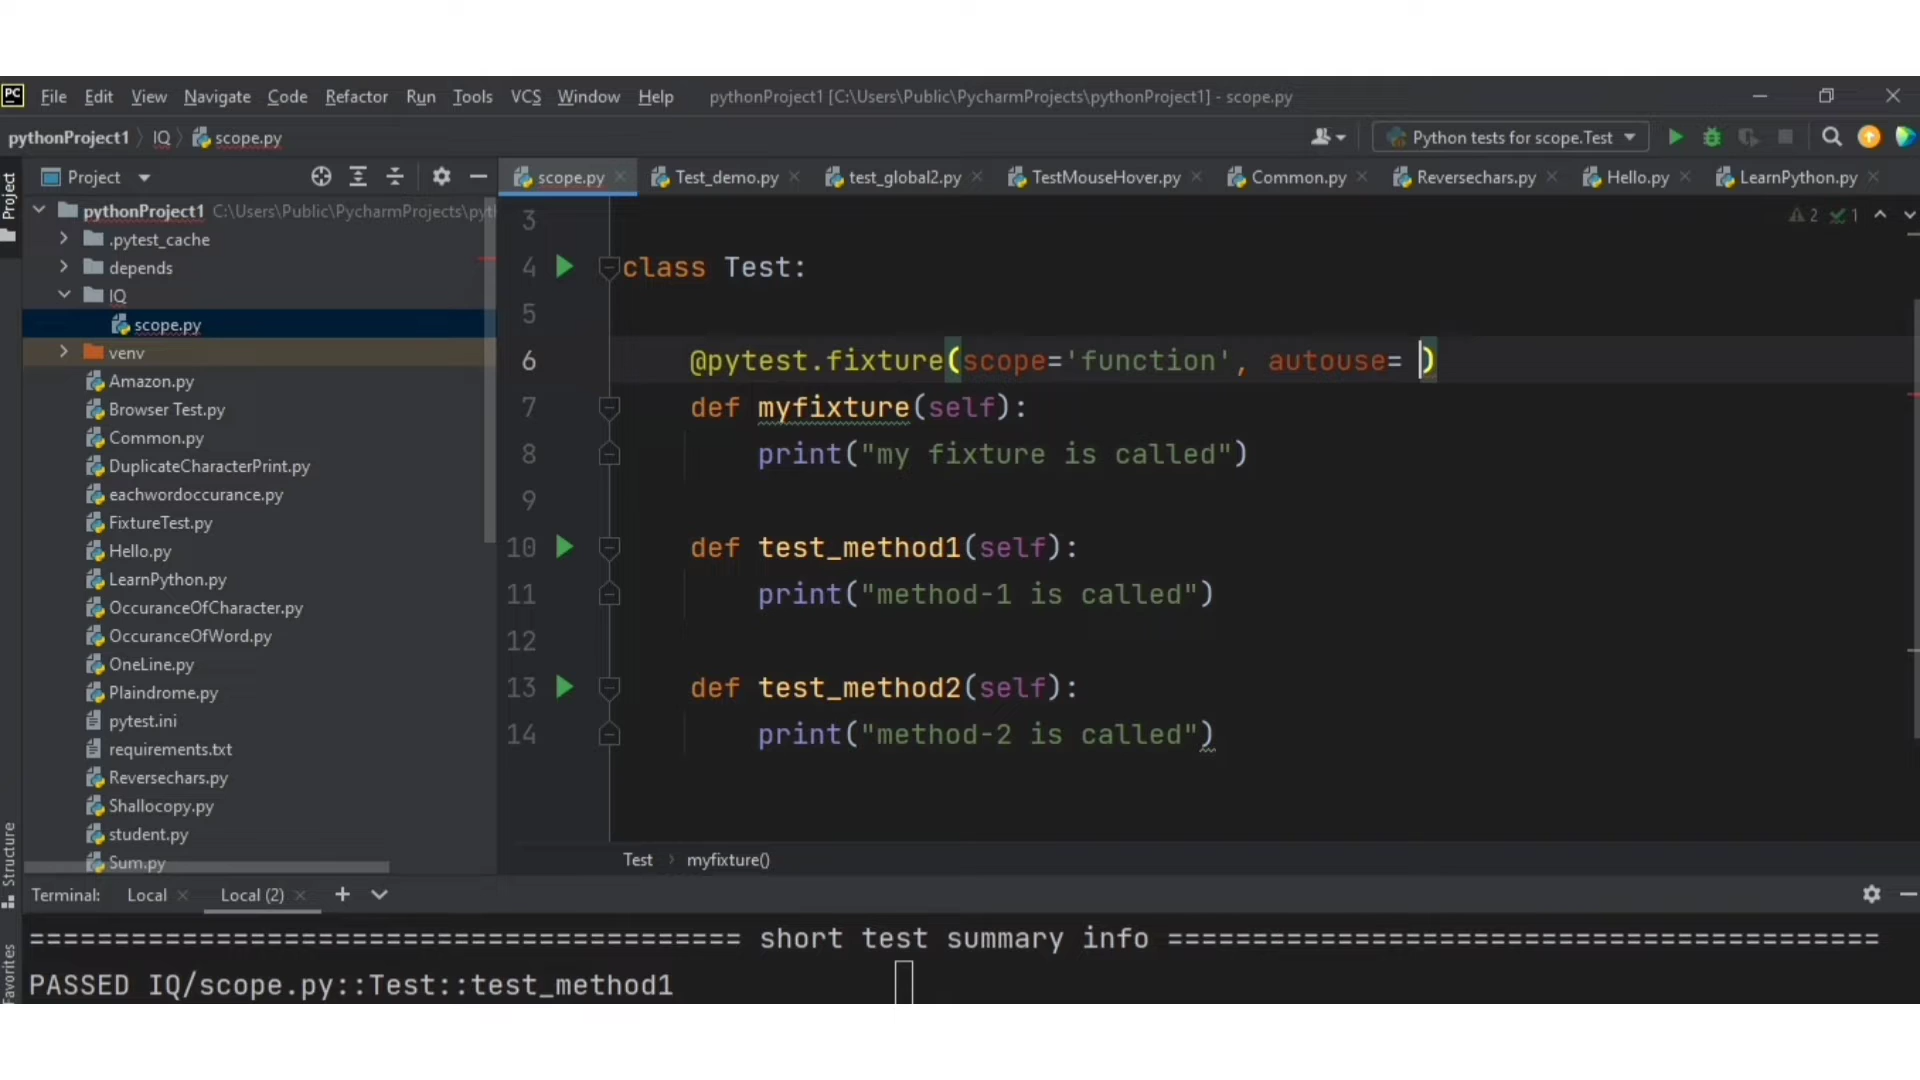 PC File Edit View Navigate Code Refactor Run Tools VCS Window Help pythonProject1 [C:\Users\Public\PycharmProjects\pythonProject1] - scope.py
pythonProject1 IQ scope.py Python tests for scope.Test
Project
Project
scope.py Test_demo.py test_global2.py TestMouseHover.py Common.py Reversechars.py Hello.py LearnPython.py
pythonProject1 C:\Users\Public\PycharmProjects\pyt
.pytest_cache
depends
IQ
scope.py
venv
Amazon.py
Browser Test.py
Common.py
DuplicateCharacterPrint.py
eachwordoccurance.py
FixtureTest.py
Hello.py
LearnPython.py
OccuranceOfCharacter.py
OccuranceOfWord.py
OneLine.py
Plaindrome.py
pytest.ini
requirements.txt
Reversechars.py
Shallocopy.py
student.py
Sum.py
Structure
Favorites
2 1
3
4 class Test:
5
6 @pytest.fixture(scope='function', autouse= )
7 def myfixture(self):
8 print("my fixture is called")
9
10 def test_method1(self):
11 print("method-1 is called")
12
13 def test_method2(self):
14 print("method-2 is called")
Test myfixture()
Terminal: Local Local (2)
========================================== short test summary info ==========================================
PASSED IQ/scope.py::Test::test_method1